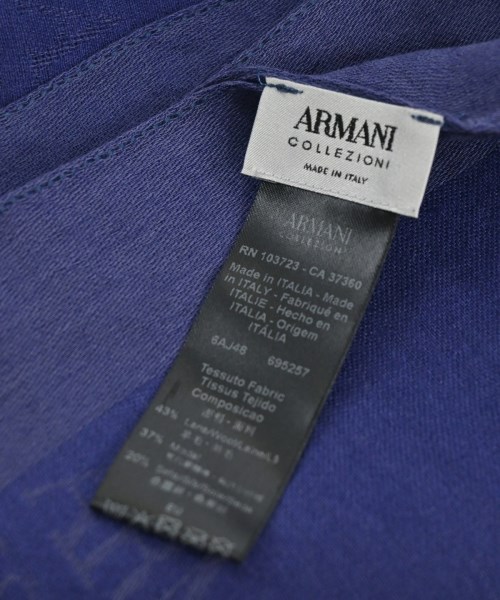 ARMANI
COLLEZIONI
MADE IN ITALY
ARMANI
COLLEZIONI
RN 103723 - CA 37360
Made in ITALIA - Made
in ITALY - Fabriqué en
ITALIE - Hecho en
ITALIA - Origem
ITÁLIA
6AJ48 695257
Tessuto Fabric
Tissus Tejido
Composicao
43%
37%
20%